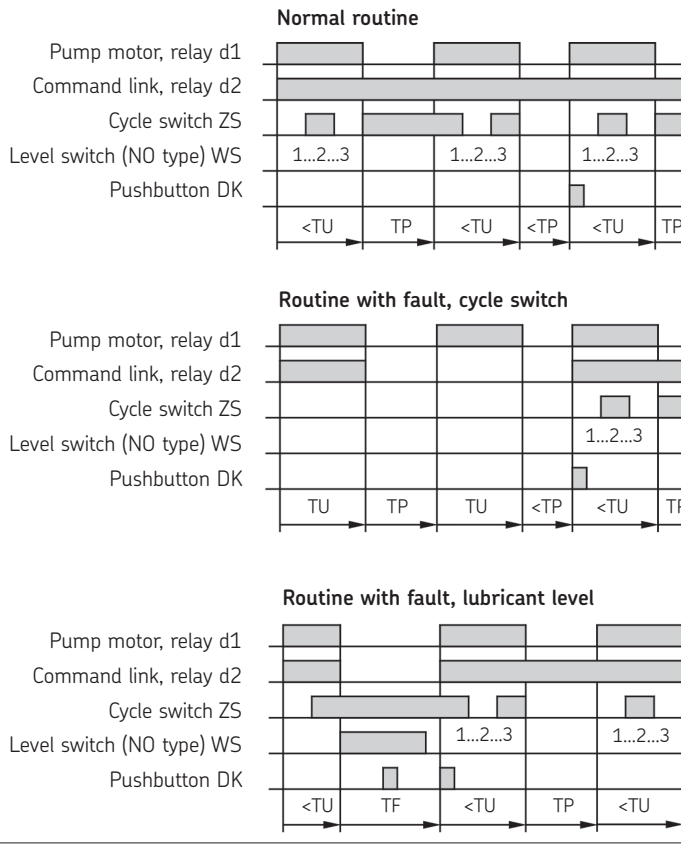 Normal routine
Pump motor, relay d1
Command link, relay d2
Cycle switch ZS
Level switch (NO type) WS 1...2...3 1...2...3 1...2...3
Pushbutton DK
<TU TP <TU <TP <TU TP
Routine with fault, cycle switch
Pump motor, relay d1
Command link, relay d2
Cycle switch ZS
Level switch (NO type) WS 1...2...3
Pushbutton DK
TU TP TU <TP <TU TP
Routine with fault, lubricant level
Pump motor, relay d1
Command link, relay d2
Cycle switch ZS
Level switch (NO type) WS 1...2...3 1...2...3
Pushbutton DK
<TU TF <TU TP <TU